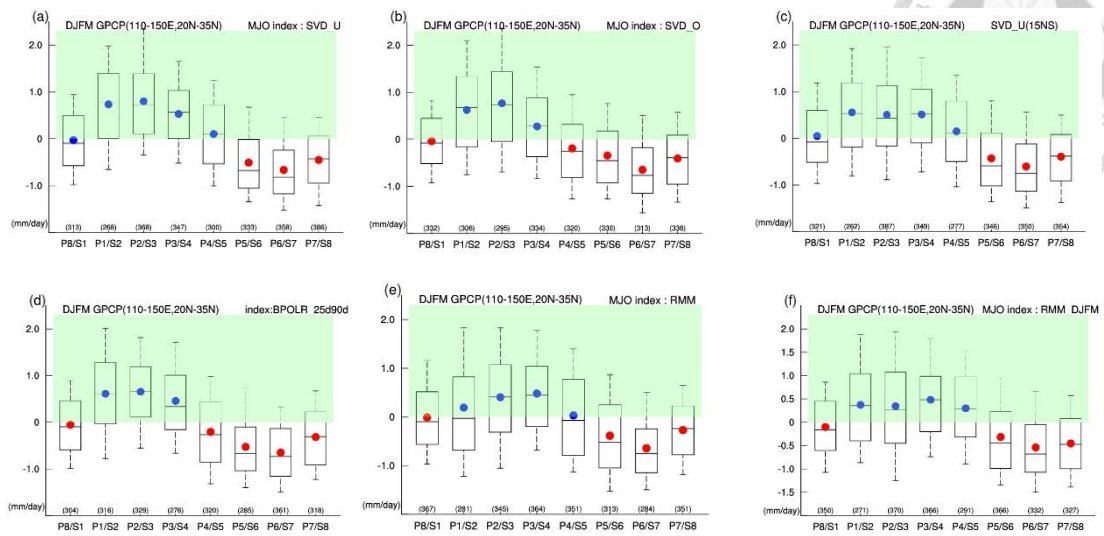 (a)
DJFM GPCP(110-150E,20N-35N) MJO index : SVD_U
2.0
1.0
0
-1.0
(mm/day)
(313) (268) (368) (347) (300) (333) (358) (386)
P8/S1 P1/S2 P2/S3 P3/S4 P4/S5 P5/S6 P6/S7 P7/S8
(b)
DJFM GPCP(110-150E,20N-35N) MJO index : SVD_O
2.0
1.0
0
-1.0
(mm/day)
(332) (306) (295) (334) (320) (330) (313) (336)
P8/S1 P1/S2 P2/S3 P3/S4 P4/S5 P5/S6 P6/S7 P7/S8
(c)
DJFM GPCP(110-150E,20N-35N) SVD_U(15NS)
2.0
1.0
0
-1.0
(mm/day)
(321) (262) (387) (349) (277) (346) (350) (354)
P8/S1 P1/S2 P2/S3 P3/S4 P4/S5 P5/S6 P6/S7 P7/S8
(d)
DJFM GPCP(110-150E,20N-35N) index:BPOLR_25d90d
2.0
1.0
0
-1.0
(mm/day)
(304) (316) (329) (276) (320) (285) (361) (318)
P8/S1 P1/S2 P2/S3 P3/S4 P4/S5 P5/S6 P6/S7 P7/S8
(e)
DJFM GPCP(110-150E,20N-35N) MJO index : RMM
2.0
1.0
0
-1.0
(mm/day)
(367) (281) (345) (364) (351) (313) (284) (351)
P8/S1 P1/S2 P2/S3 P3/S4 P4/S5 P5/S6 P6/S7 P7/S8
(f)
DJFM GPCP(110-150E,20N-35N) MJO index : RMM_DJFM
2.0
1.5
1.0
0.5
0
-0.5
-1.0
-1.5
(mm/day)
(350) (271) (370) (366) (291) (366) (332) (327)
P8/S1 P1/S2 P2/S3 P3/S4 P4/S5 P5/S6 P6/S7 P7/S8